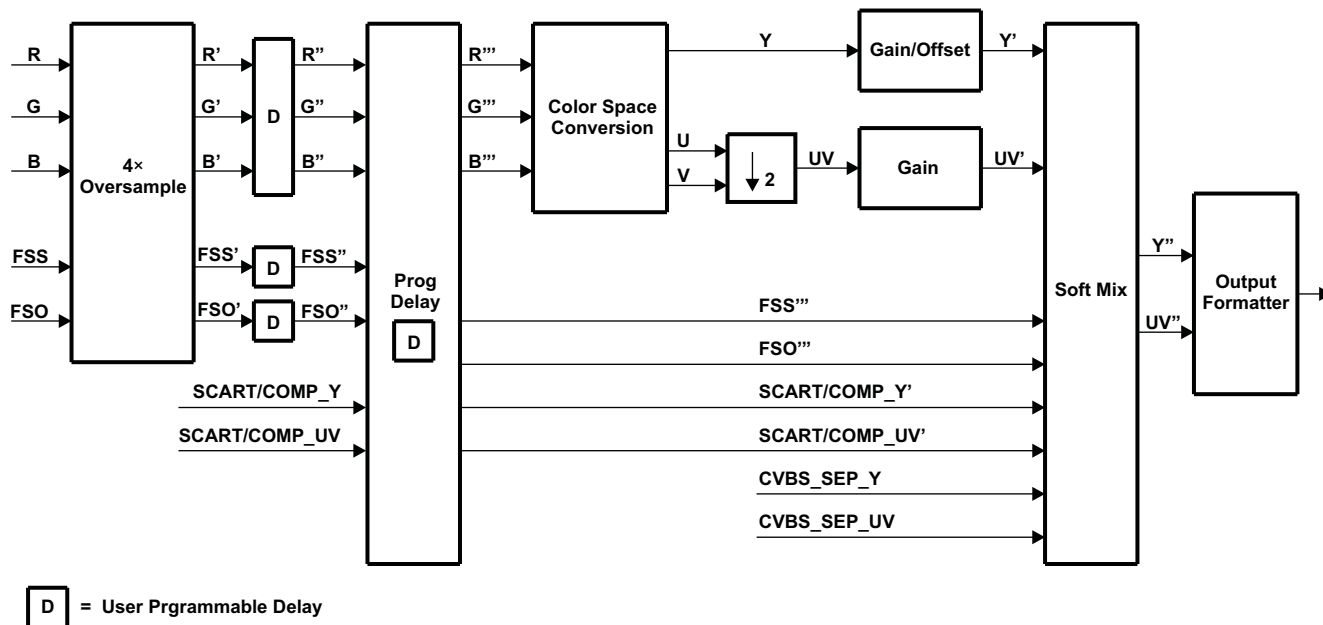 R
G
B
FSS
FSO
4×
Oversample
R’
G’
B’
FSS’
FSO’
D
D
D
R”
G”
B”
FSS”
FSO”
SCART/COMP_Y
SCART/COMP_UV
Prog
Delay
D
R”’
G”’
B”’
Color Space
Conversion
Y
U
V
2
UV
Gain/Offset
Gain
Y’
UV’
FSS”’
FSO”’
SCART/COMP_Y’
SCART/COMP_UV’
CVBS_SEP_Y
CVBS_SEP_UV
Soft Mix
Y”
UV”
Output
Formatter
D = User Prgrammable Delay